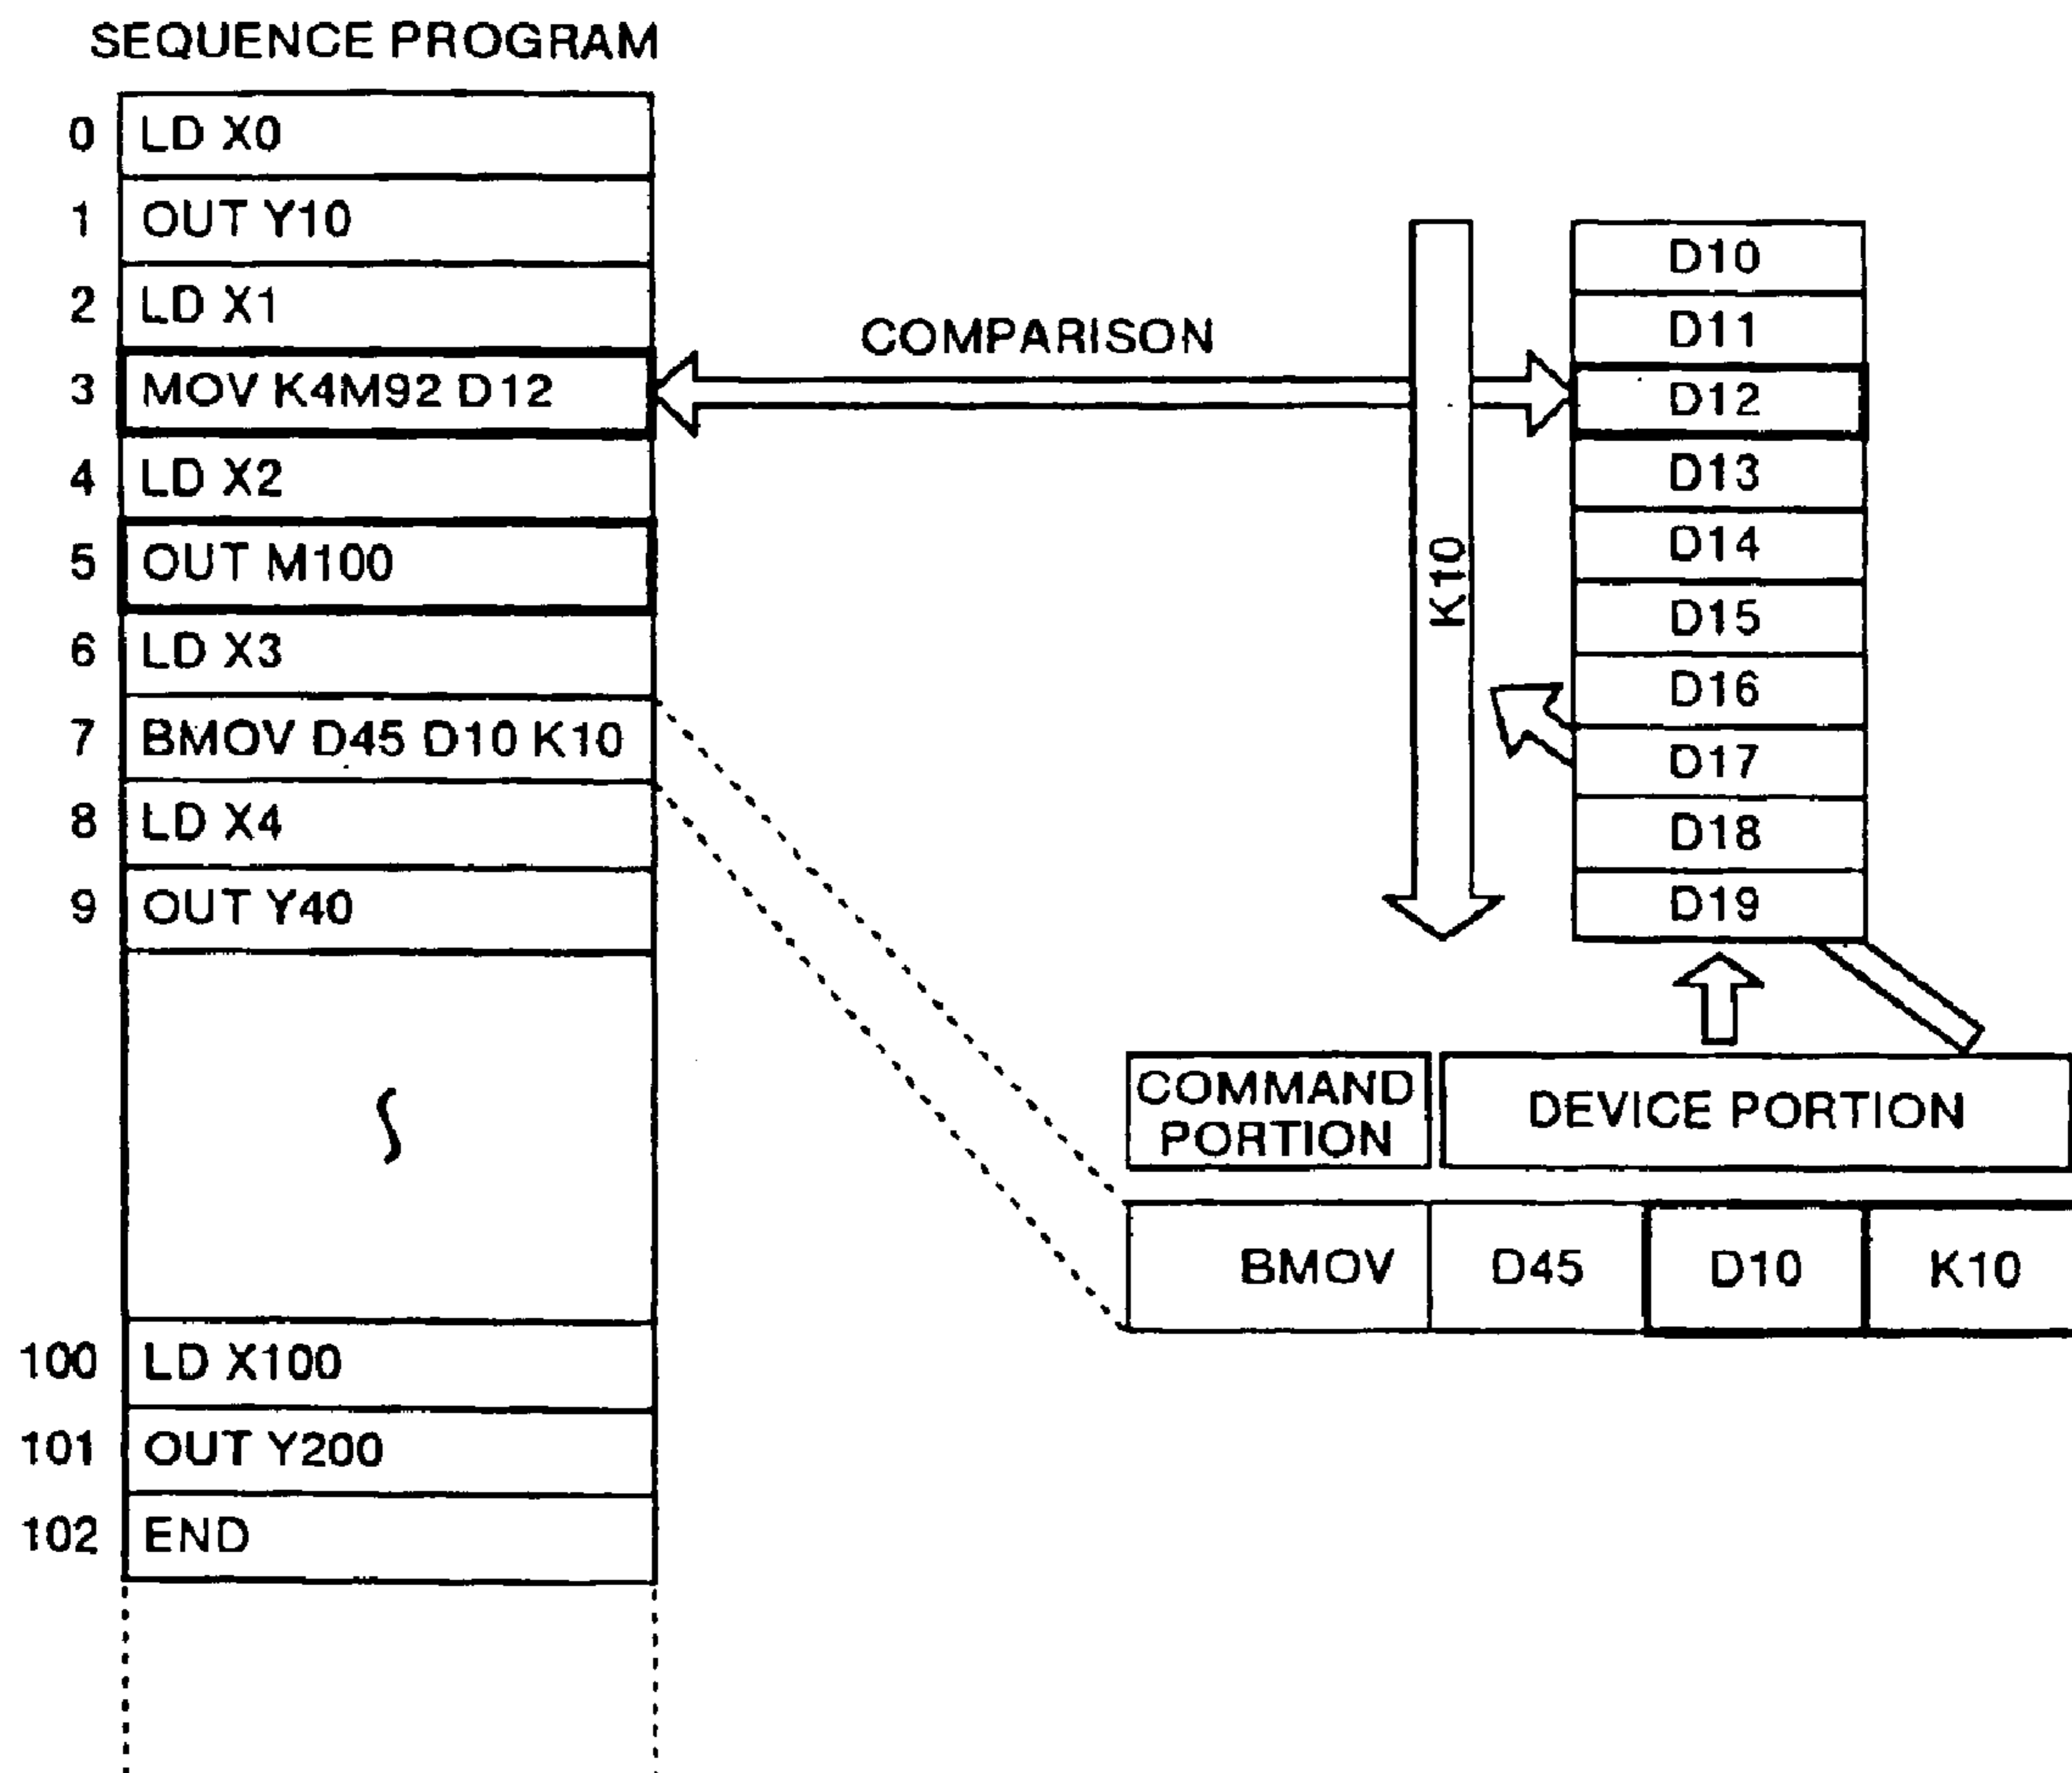 SEQUENCE PROGRAM
0 LD X0
1 OUT Y10
2 LD X1
3 MOV K4M92 D12
4 LD X2
5 OUT M100
6 LD X3
7 BMOV D45 D10 K10
8 LD X4
9 OUT Y40
100 LD X100
101 OUT Y200
102 END
COMPARISON
K10
D10
D11
D12
D13
D14
D15
D16
D17
D18
D19
COMMAND
PORTION
DEVICE PORTION
BMOV D45 D10 K10